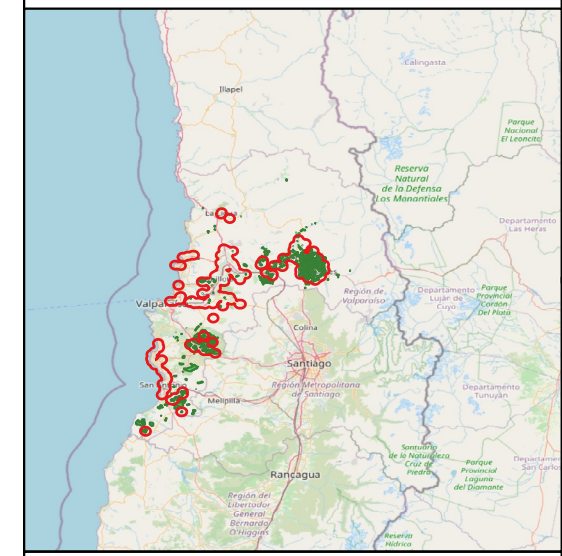 Calingasta
Illapel
Parque
Nacional
El Leoncito
Reserva
Natural
de la Defensa
Los Manantiales
Departamento
Las Heras
Región de
Valparaíso
Departamento
Luján de
Cuyo
Parque
Provincial
Cordón
Del Plata
Colina
Santiago
Región Metropolitana
de Santiago
Departamento
Tunuyán
Melipilla
Santuario
de la Naturaleza
Cruz de
Piedra
Parque
Provincial
Laguna
del Diamante
Departamento
San Carlos
Rancagua
Región del
Libertador
General
Bernardo
O'Higgins
Reserva
Hídrica